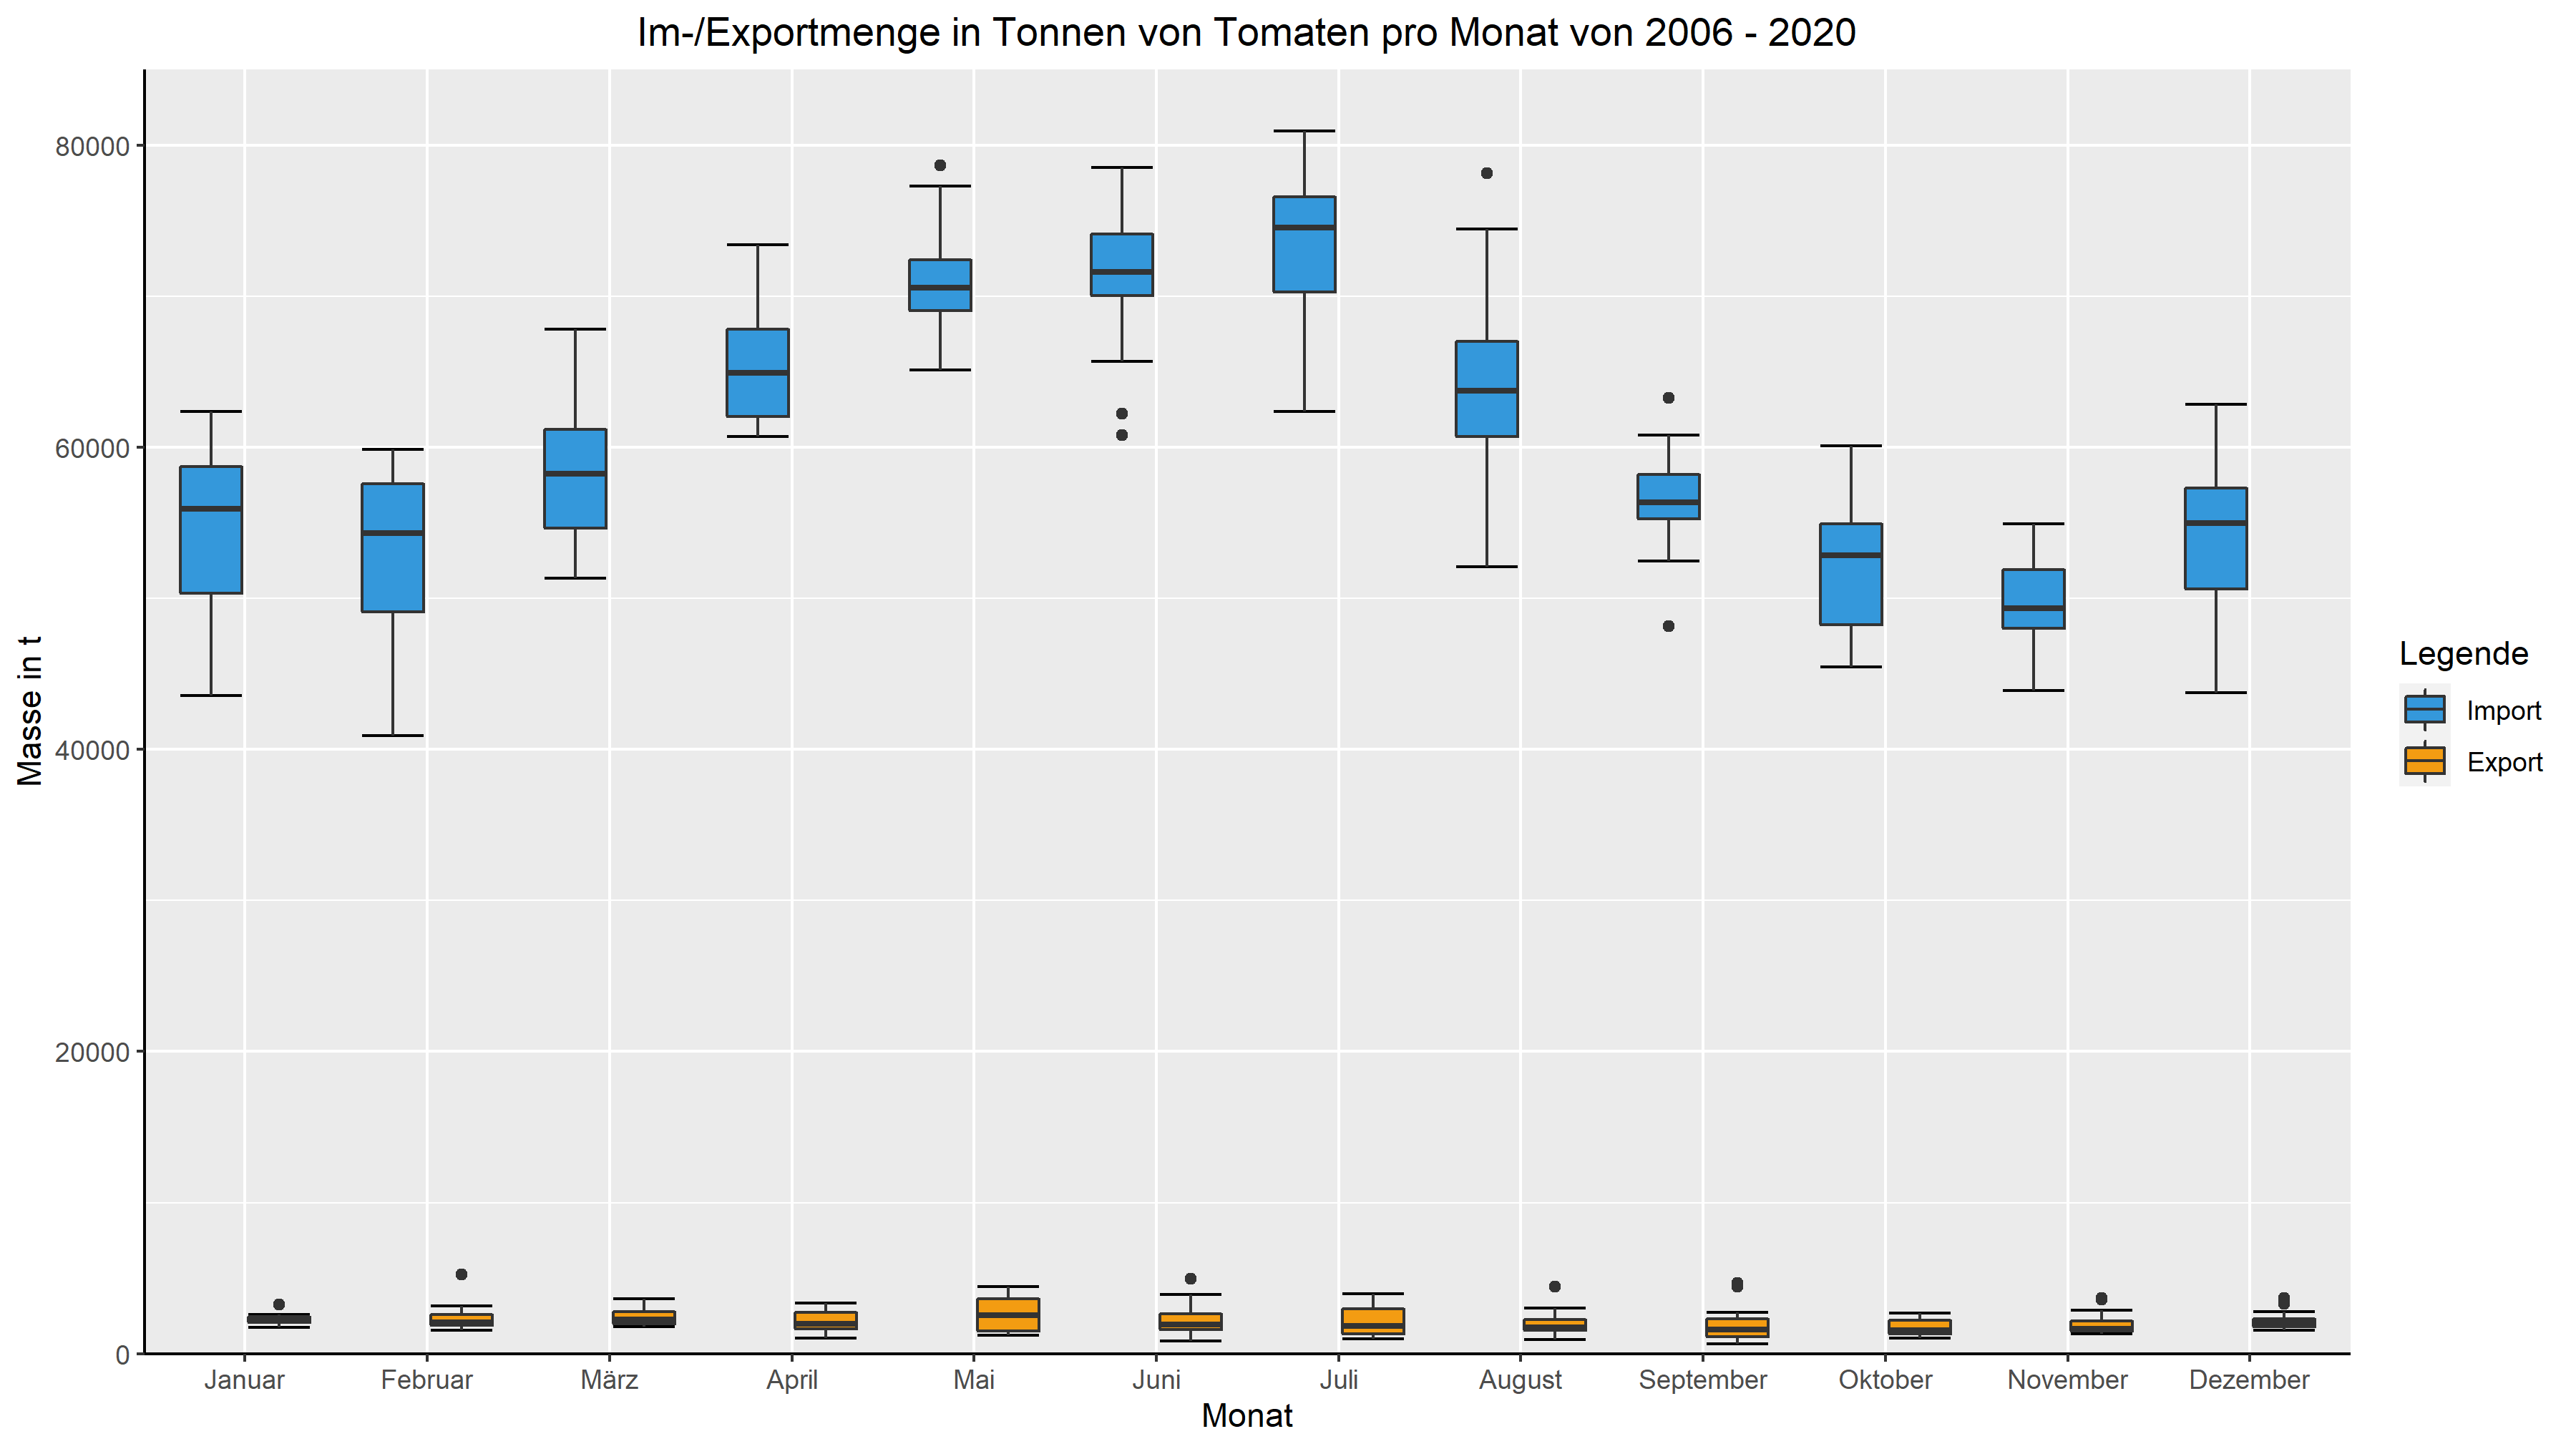 Im-/Exportmenge in Tonnen von Tomaten pro Monat von 2006 - 2020
80000
60000
40000
20000
0
Masse in t
Januar Februar März April Mai Juni Juli August September Oktober November Dezember
Monat
Legende
Import
Export